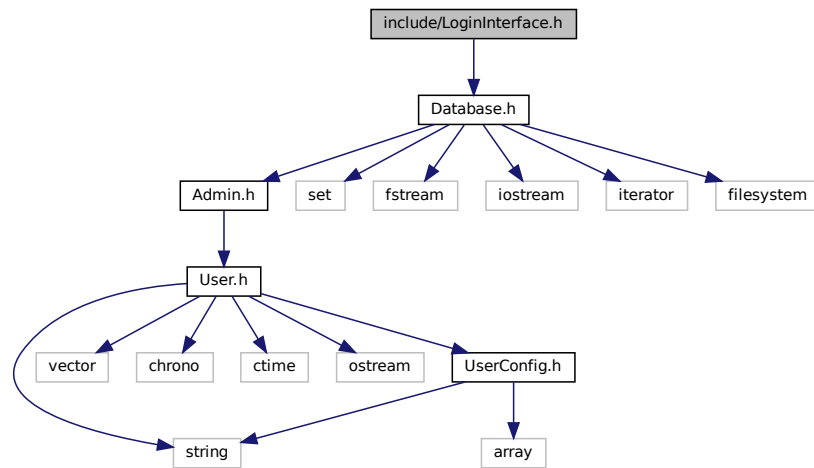 include/LoginInterface.h
Database.h
Admin.h
set
fstream
iostream
iterator
filesystem
User.h
vector
chrono
ctime
ostream
UserConfig.h
string
array